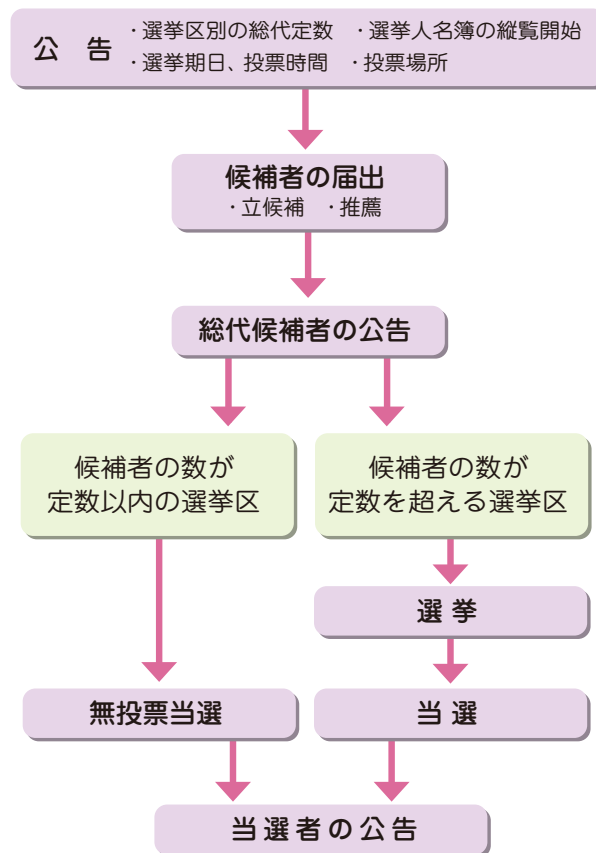 公 告
・選挙区別の総代定数 ・選挙人名簿の縦覧開始
・選挙期日、投票時間 ・投票場所
候補者の届出
・立候補 ・推薦
総代候補者の公告
候補者の数が
定数以内の選挙区
候補者の数が
定数を超える選挙区
選 挙
無投票当選
当 選
当選者の公告